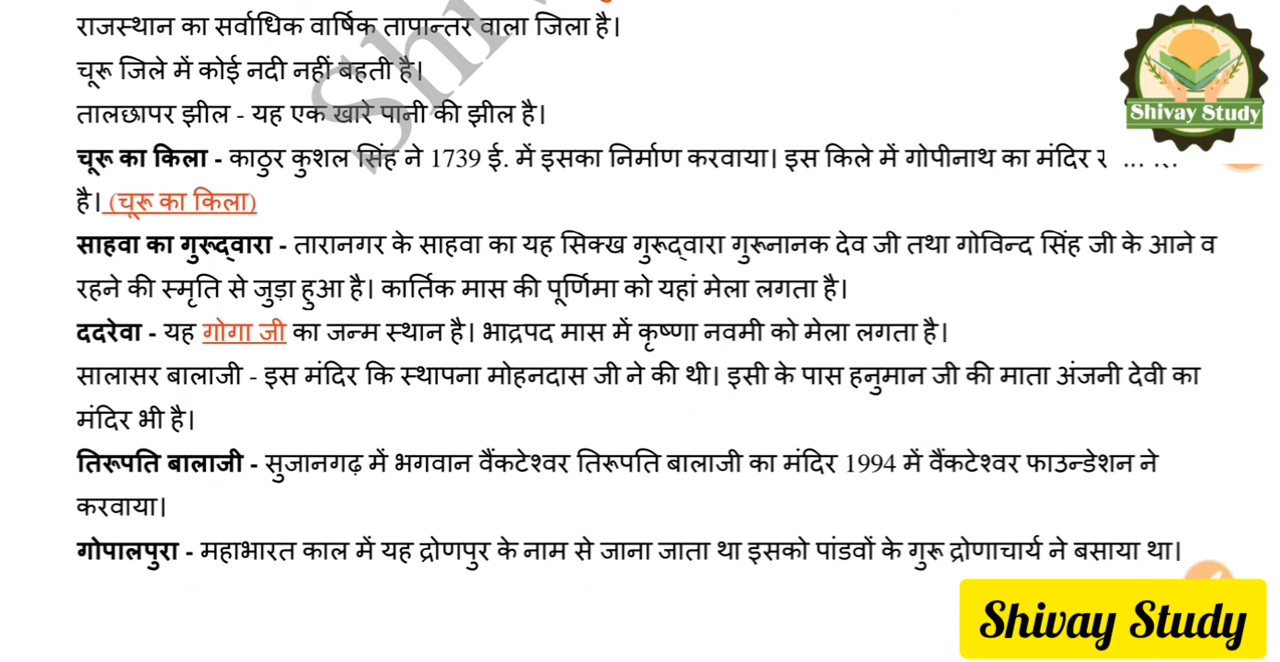 राजस्थान का सर्वाधिक वार्षिक तापान्तर वाला जिला है।
चूरू जिले में कोई नदी नहीं बहती है।
तालछापर झील - यह एक खारे पानी की झील है।
Shivay Study
चूरू का किला - काठुर कुशल सिंह ने 1739 ई. में इसका निर्माण करवाया। इस किले में गोपीनाथ का मंदिर
है। (चूरू का किला)
साहवा का गुरूद्वारा - तारानगर के साहवा का यह सिक्ख गुरूद्वारा गुरूनानक देव जी तथा गोविन्द सिंह जी के आने व
रहने की स्मृति से जुड़ा हुआ है। कार्तिक मास की पूर्णिमा को यहां मेला लगता है।
ददरेवा - यह गोगा जी का जन्म स्थान है। भाद्रपद मास में कृष्णा नवमी को मेला लगता है।
सालासर बालाजी - इस मंदिर कि स्थापना मोहनदास जी ने की थी। इसी के पास हनुमान जी की माता अंजनी देवी का
मंदिर भी है।
तिरूपति बालाजी - सुजानगढ़ में भगवान वैंकटेश्वर तिरूपति बालाजी का मंदिर 1994 में वैंकटेश्वर फाउन्डेशन ने
करवाया।
गोपालपुरा - महाभारत काल में यह द्रोणपुर के नाम से जाना जाता था इसको पांडवों के गुरू द्रोणाचार्य ने बसाया था।
Shivay Study